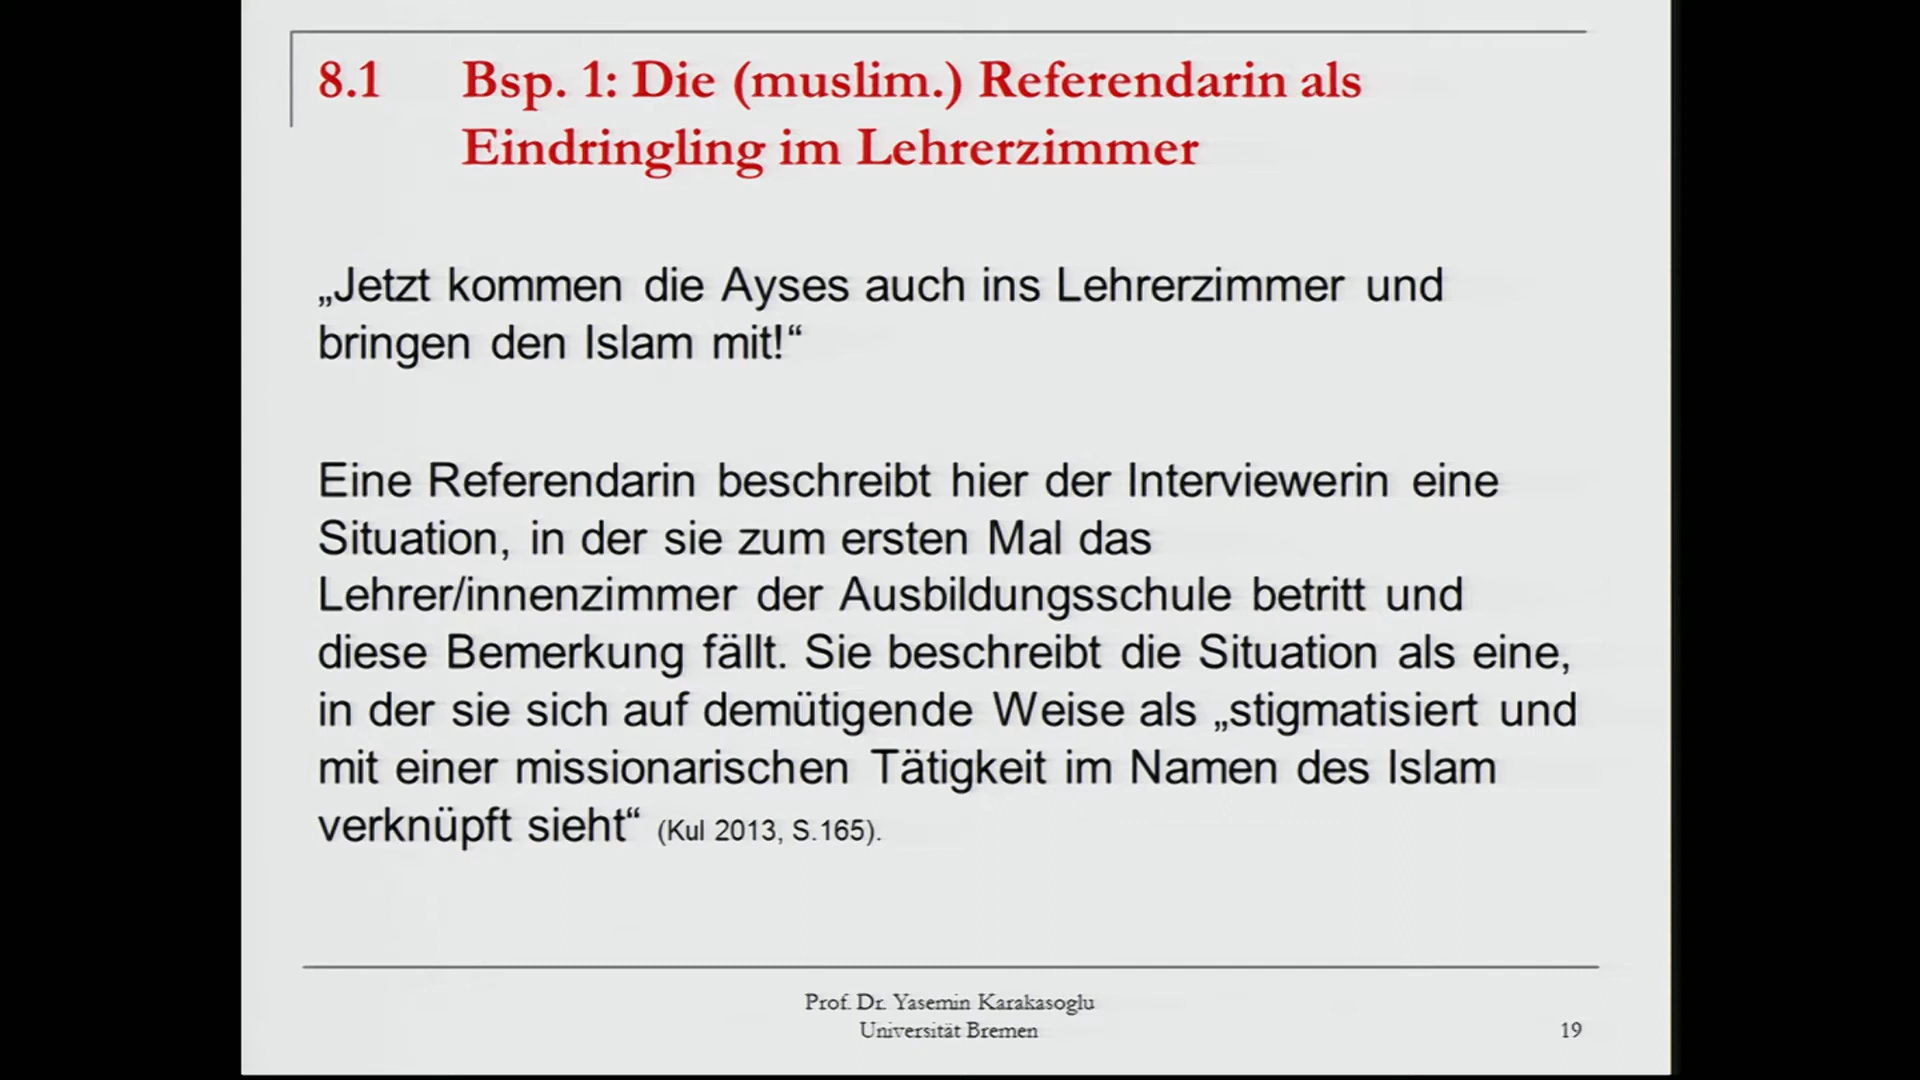 8.1 Bsp. 1: Die (muslim.) Referendarin als
Eindringling im Lehrerzimmer
„Jetzt kommen die Ayses auch ins Lehrerzimmer und
bringen den Islam mit!“
Eine Referendarin beschreibt hier der Interviewerin eine
Situation, in der sie zum ersten Mal das
Lehrer/innenzimmer der Ausbildungsschule betritt und
diese Bemerkung fällt. Sie beschreibt die Situation als eine,
in der sie sich auf demütigende Weise als „stigmatisiert und
mit einer missionarischen Tätigkeit im Namen des Islam
verknüpft sieht“ (Kul 2013, S.165).
Prof. Dr. Yasemin Karakasoglu
Universität Bremen
19